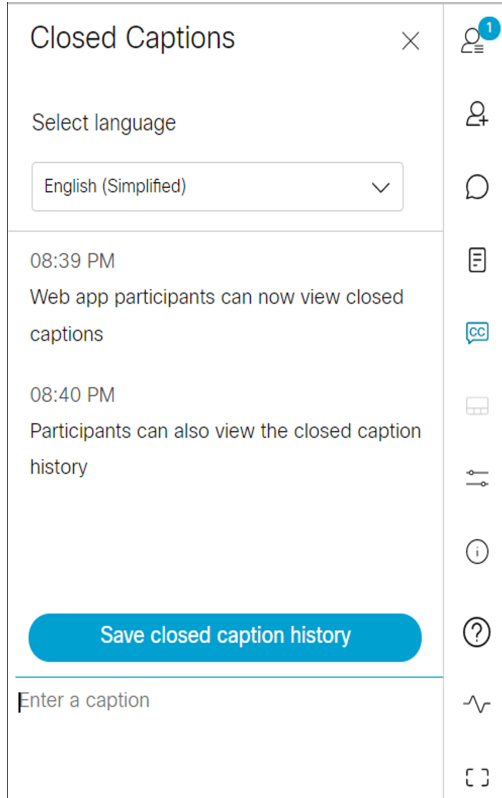 Closed Captions
1
Select language
English (Simplified)
08:39 PM
Web app participants can now view closed
captions
CC
08:40 PM
Participants can also view the closed caption
history
Save closed caption history
Enter a caption